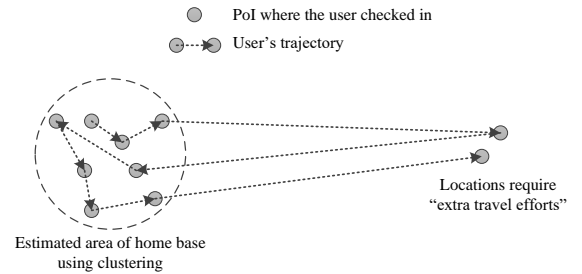 PoI where the user checked in
User's trajectory
Locations require
“extra travel efforts”
Estimated area of home base
using clustering